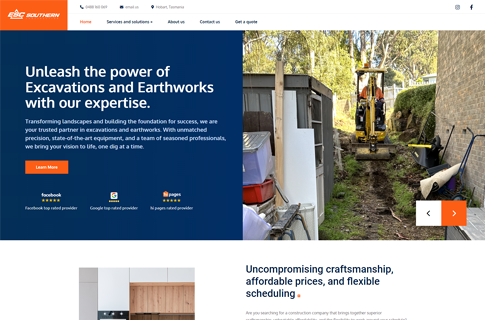 EBC SOUTHERN
0488 103 869
email us
Hobart, Tasmania
Home
Services and solutions
About us
Contact us
Get a quote
Unleash the power of
Excavations and Earthworks
with our expertise.
Transforming landscapes and building the foundation for success, we are
your trusted partner in excavations and earthworks. With unmatched
precision, state-of-the-art equipment, and a team of seasoned professionals,
we bring your vision to life, one dig at a time.
Learn More
Facebook
Facebook top rated provider
Google top rated provider
hi pages
hi pages rated provider
Uncompromising craftsmanship,
affordable prices, and flexible
scheduling
Are you searching for a construction company that brings together superior